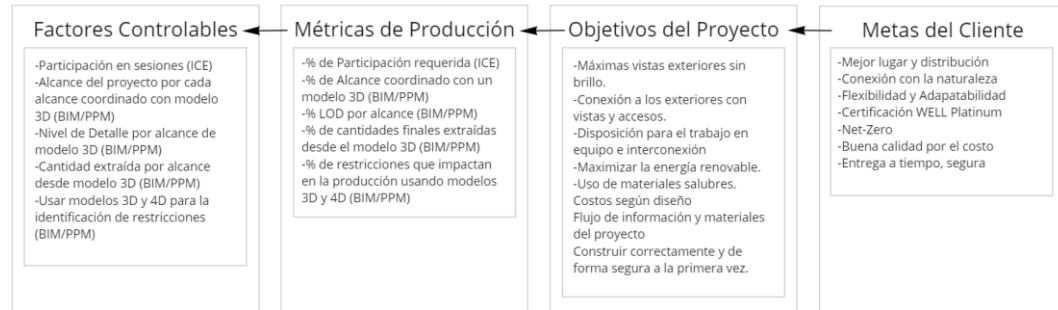 Factores Controlables
-Participación en sesiones (ICE)
-Alcance del proyecto por cada
alcance coordinado con modelo
3D (BIM/PPM)
-Nivel de Detalle por alcance de
modelo 3D (BIM/PPM)
-Cantidad extraída por alcance
desde modelo 3D (BIM/PPM)
-Usar modelos 3D y 4D para la
identificación de restricciones
(BIM/PPM)
Métricas de Producción
-% de Participación requerida (ICE)
-% de Alcance coordinado con un
modelo 3D (BIM/PPM)
-% LOD por alcance (BIM/PPM)
-% de cantidades finales extraídas
desde el modelo 3D (BIM/PPM)
-% de restricciones que impactan
en la producción usando modelos
3D y 4D (BIM/PPM)
Objetivos del Proyecto
-Máximas vistas exteriores sin
brillo.
-Conexión a los exteriores con
vistas y accesos.
-Disposición para el trabajo en
equipo e interconexión
-Maximizar la energía renovable.
-Uso de materiales salubres.
Costos según diseño
Flujo de información y materiales
del proyecto
Construir correctamente y de
forma segura a la primera vez.
Metas del Cliente
-Mejor lugar y distribución
-Conexión con la naturaleza
-Flexibilidad y Adapatabilidad
-Certificación WELL Platinum
-Net-Zero
-Buena calidad por el costo
-Entrega a tiempo, segura